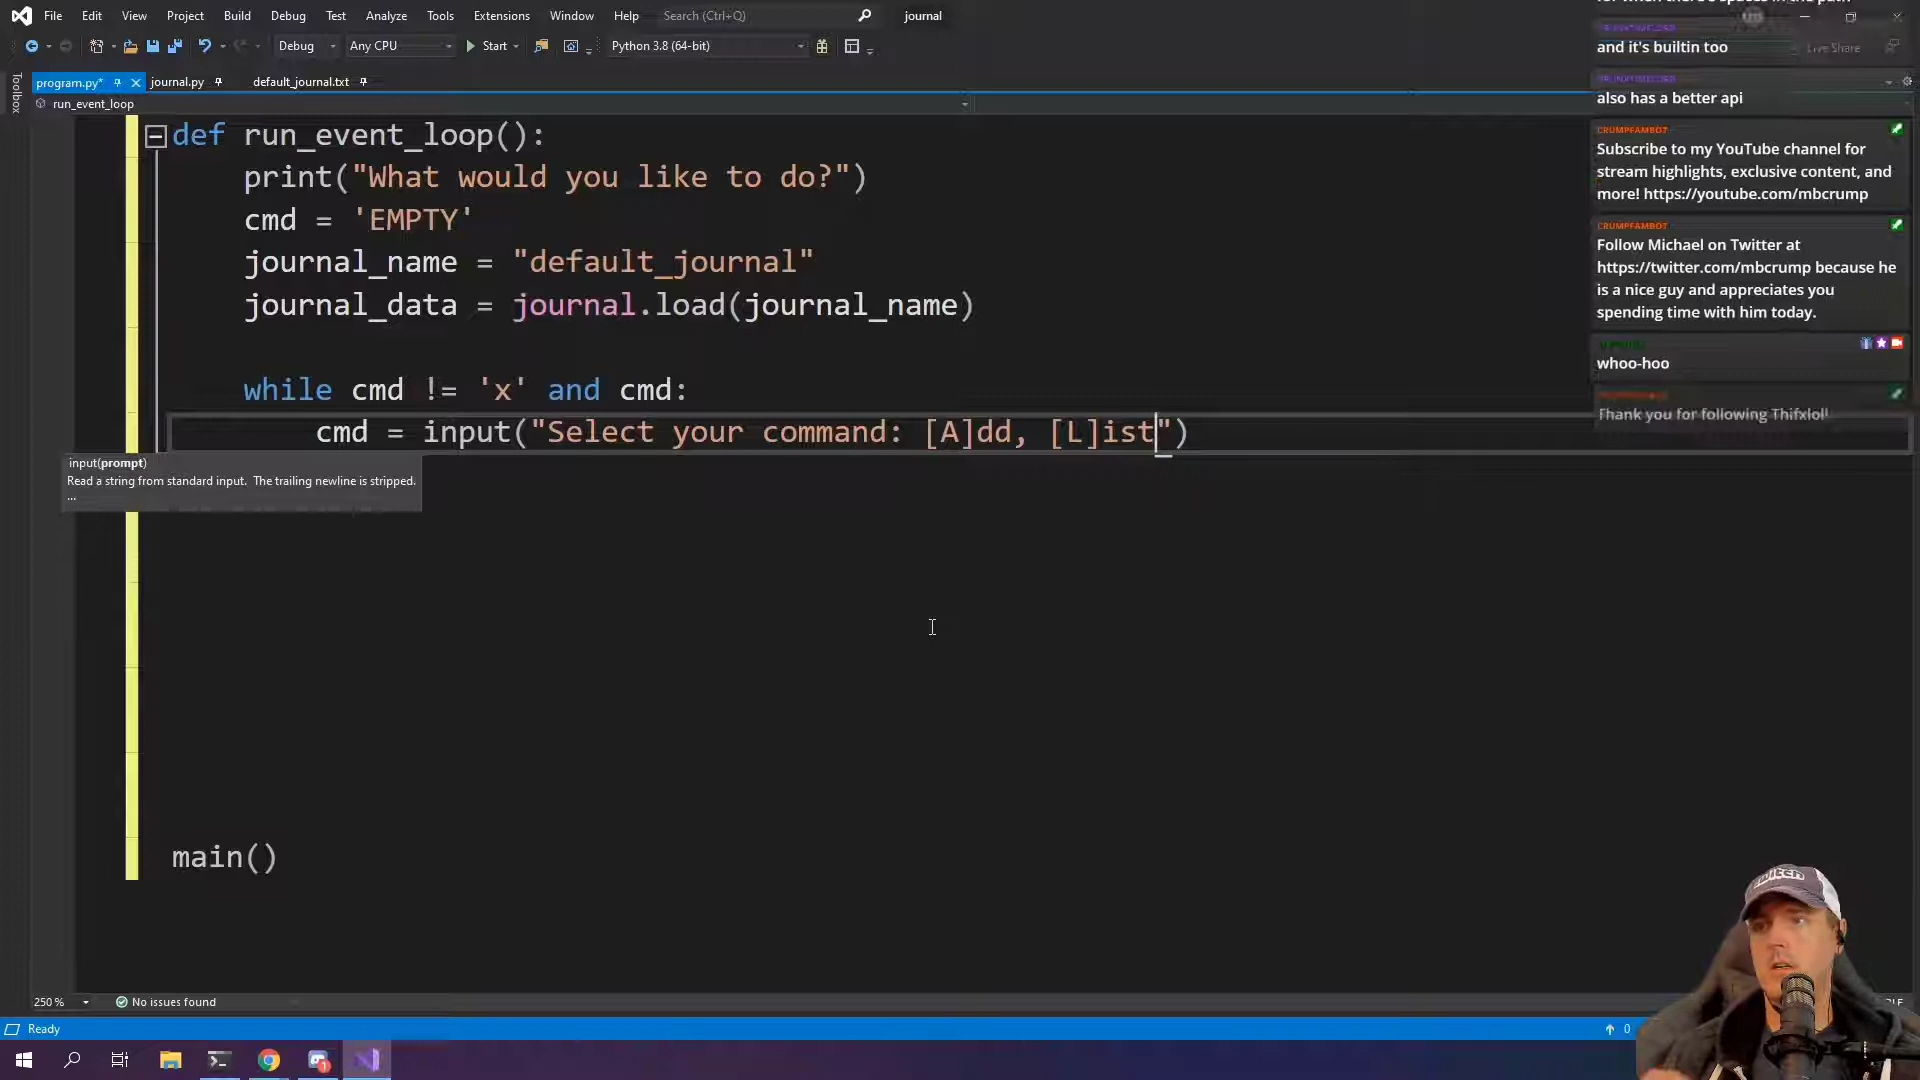 File Edit View Project Build Debug Test Analyze Tools Extensions Window Help Search (Ctrl+Q) journal
Debug Any CPU Start Python 3.8 (64-bit) Live Share
program.py* journal.py default_journal.txt
run_event_loop
Toolbox
def run_event_loop():
print("What would you like to do?")
cmd = 'EMPTY'
journal_name = "default_journal"
journal_data = journal.load(journal_name)
while cmd != 'x' and cmd:
cmd = input("Select your command: [A]dd, [L]ist")
input(prompt)
Read a string from standard input. The trailing newline is stripped.
...
main()
and it's builtin too
also has a better api
CRUMPFAMBOT
Subscribe to my YouTube channel for
stream highlights, exclusive content, and
more! https://youtube.com/mbcrump
CRUMPFAMBOT
Follow Michael on Twitter at
https://twitter.com/mbcrump because he
is a nice guy and appreciates you
spending time with him today.
whoo-hoo
Thank you for following Thifxlol!
twitch
250 % No issues found
Ready 0
1